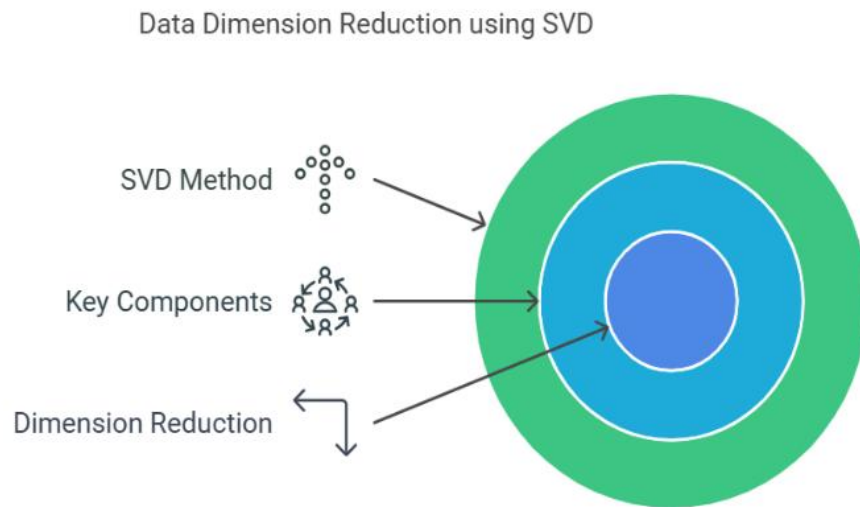 Data Dimension Reduction using SVD
SVD Method
Key Components
Dimension Reduction